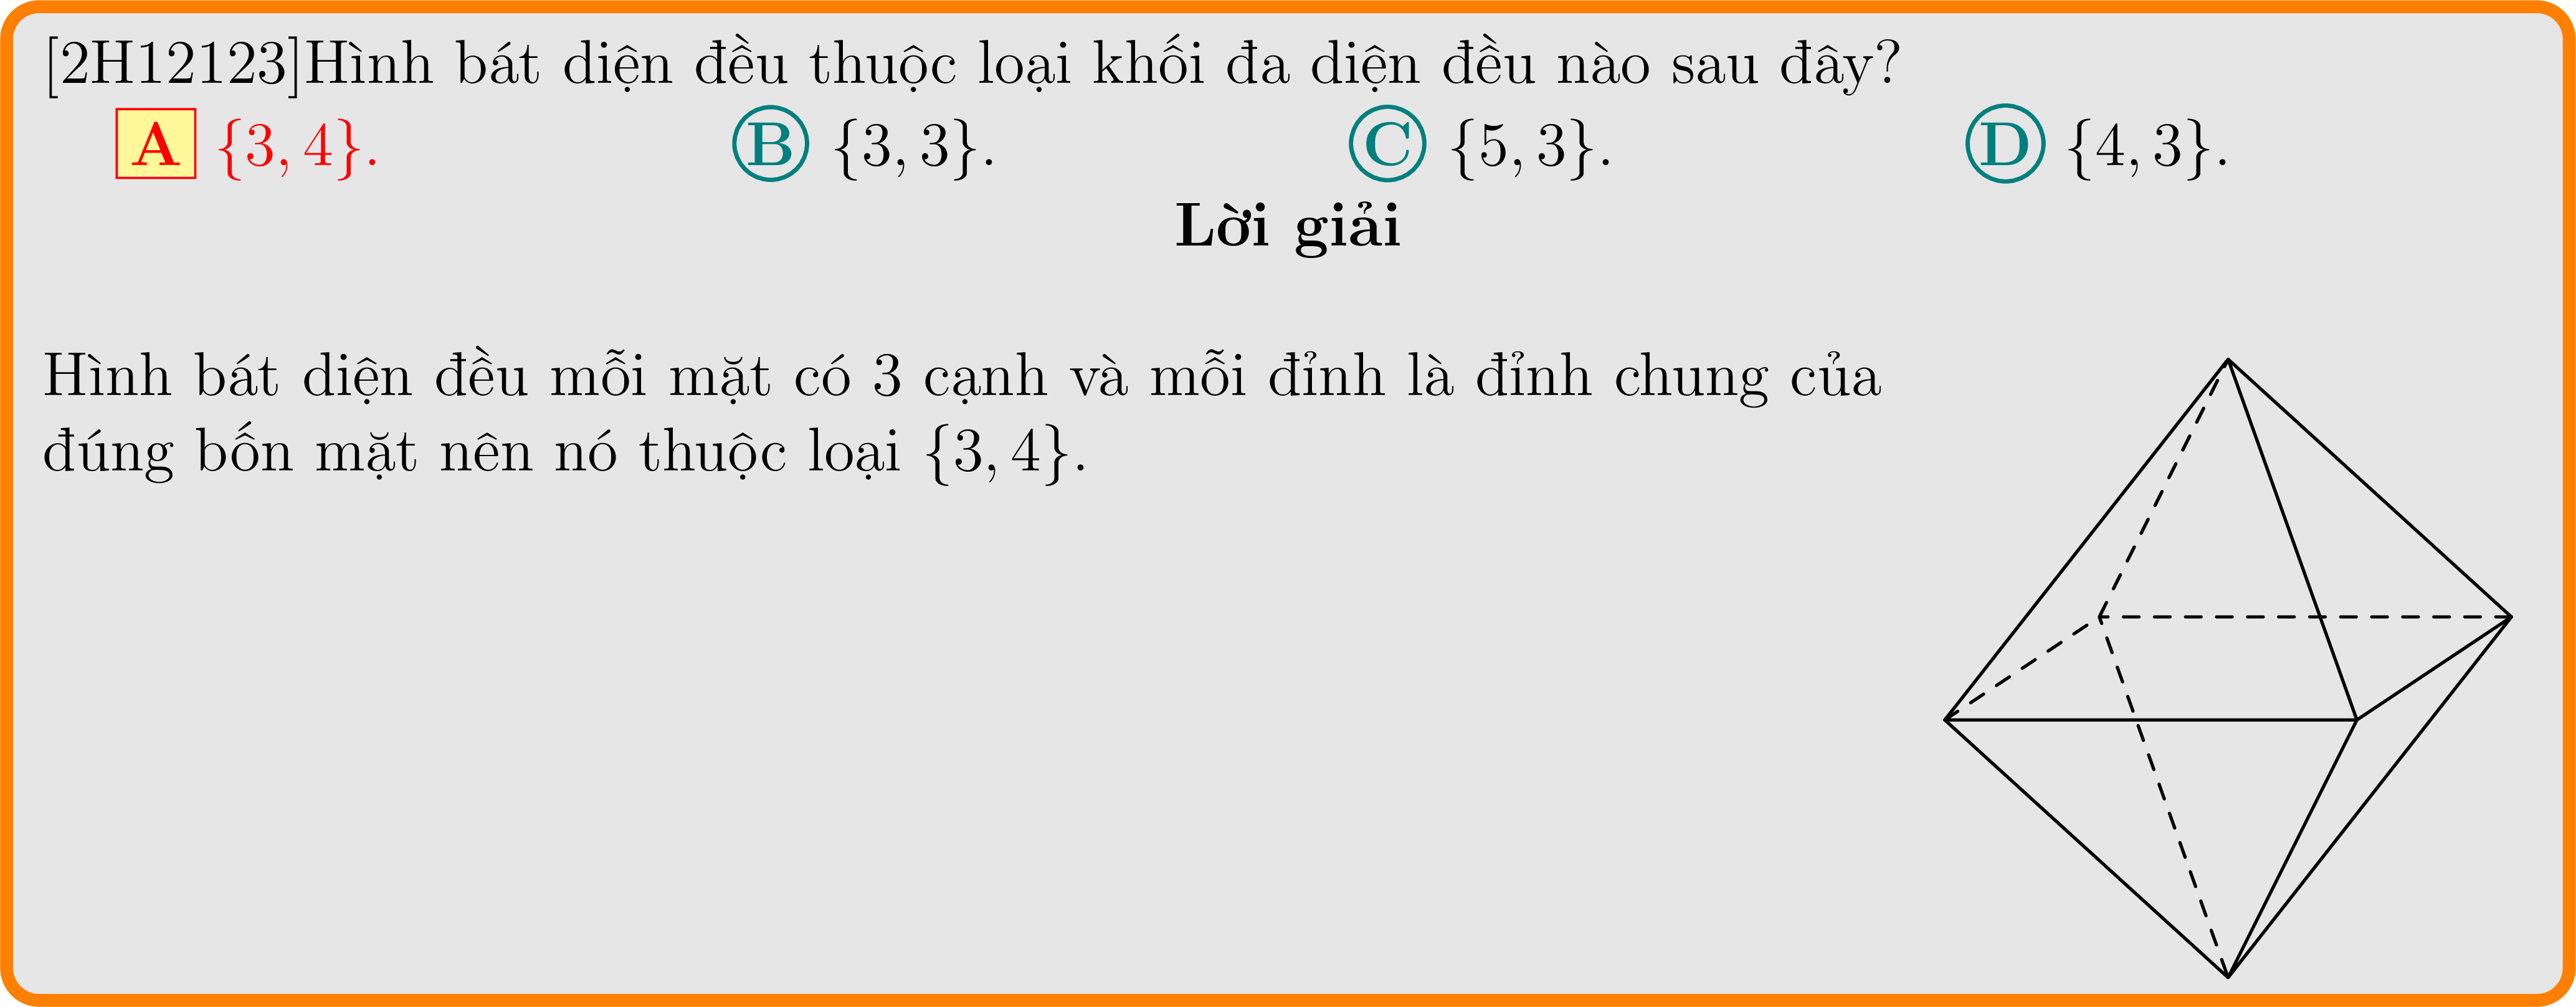 [2H12123]Hình bát diện đều thuộc loại khối đa diện đều nào sau đây?
A {3, 4}. B {3, 3}. C {5, 3}. D {4, 3}.
Lời giải
Hình bát diện đều mỗi mặt có 3 cạnh và mỗi đỉnh là đỉnh chung của
đúng bốn mặt nên nó thuộc loại {3, 4}.